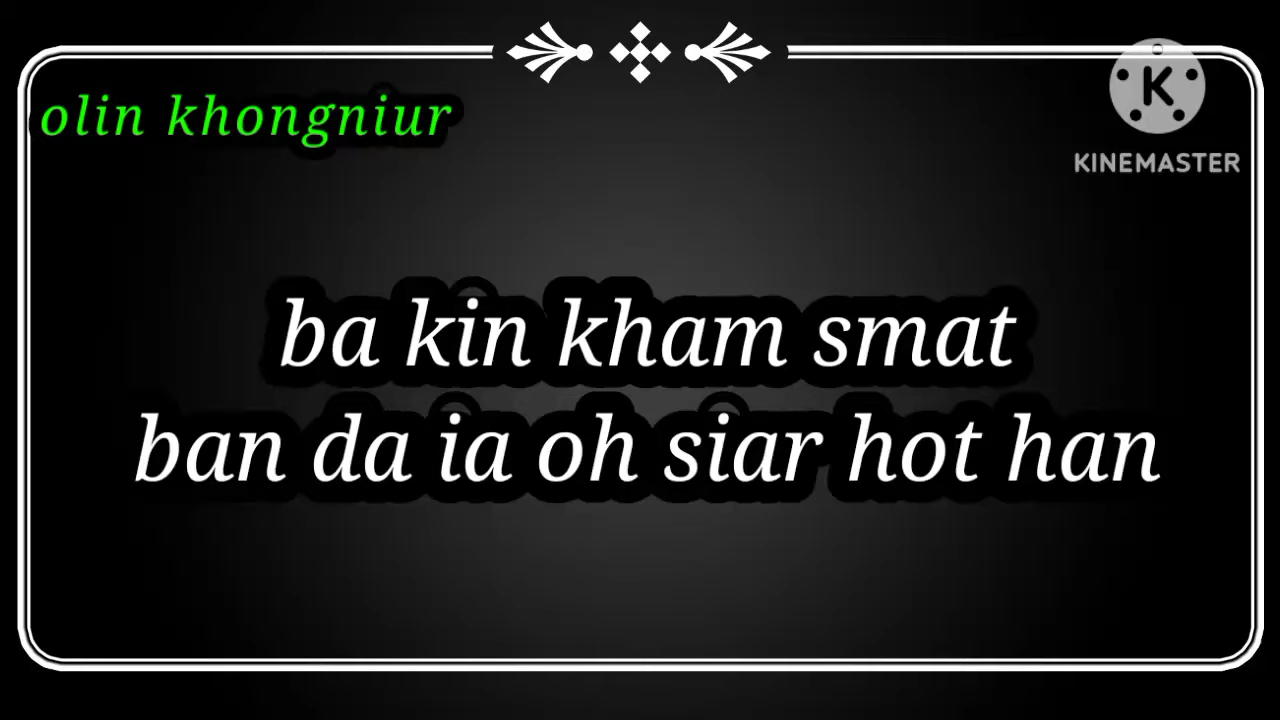 olin khongniur
K
KINEMASTER
ba kin kham smat
ban da ia oh siar hot han